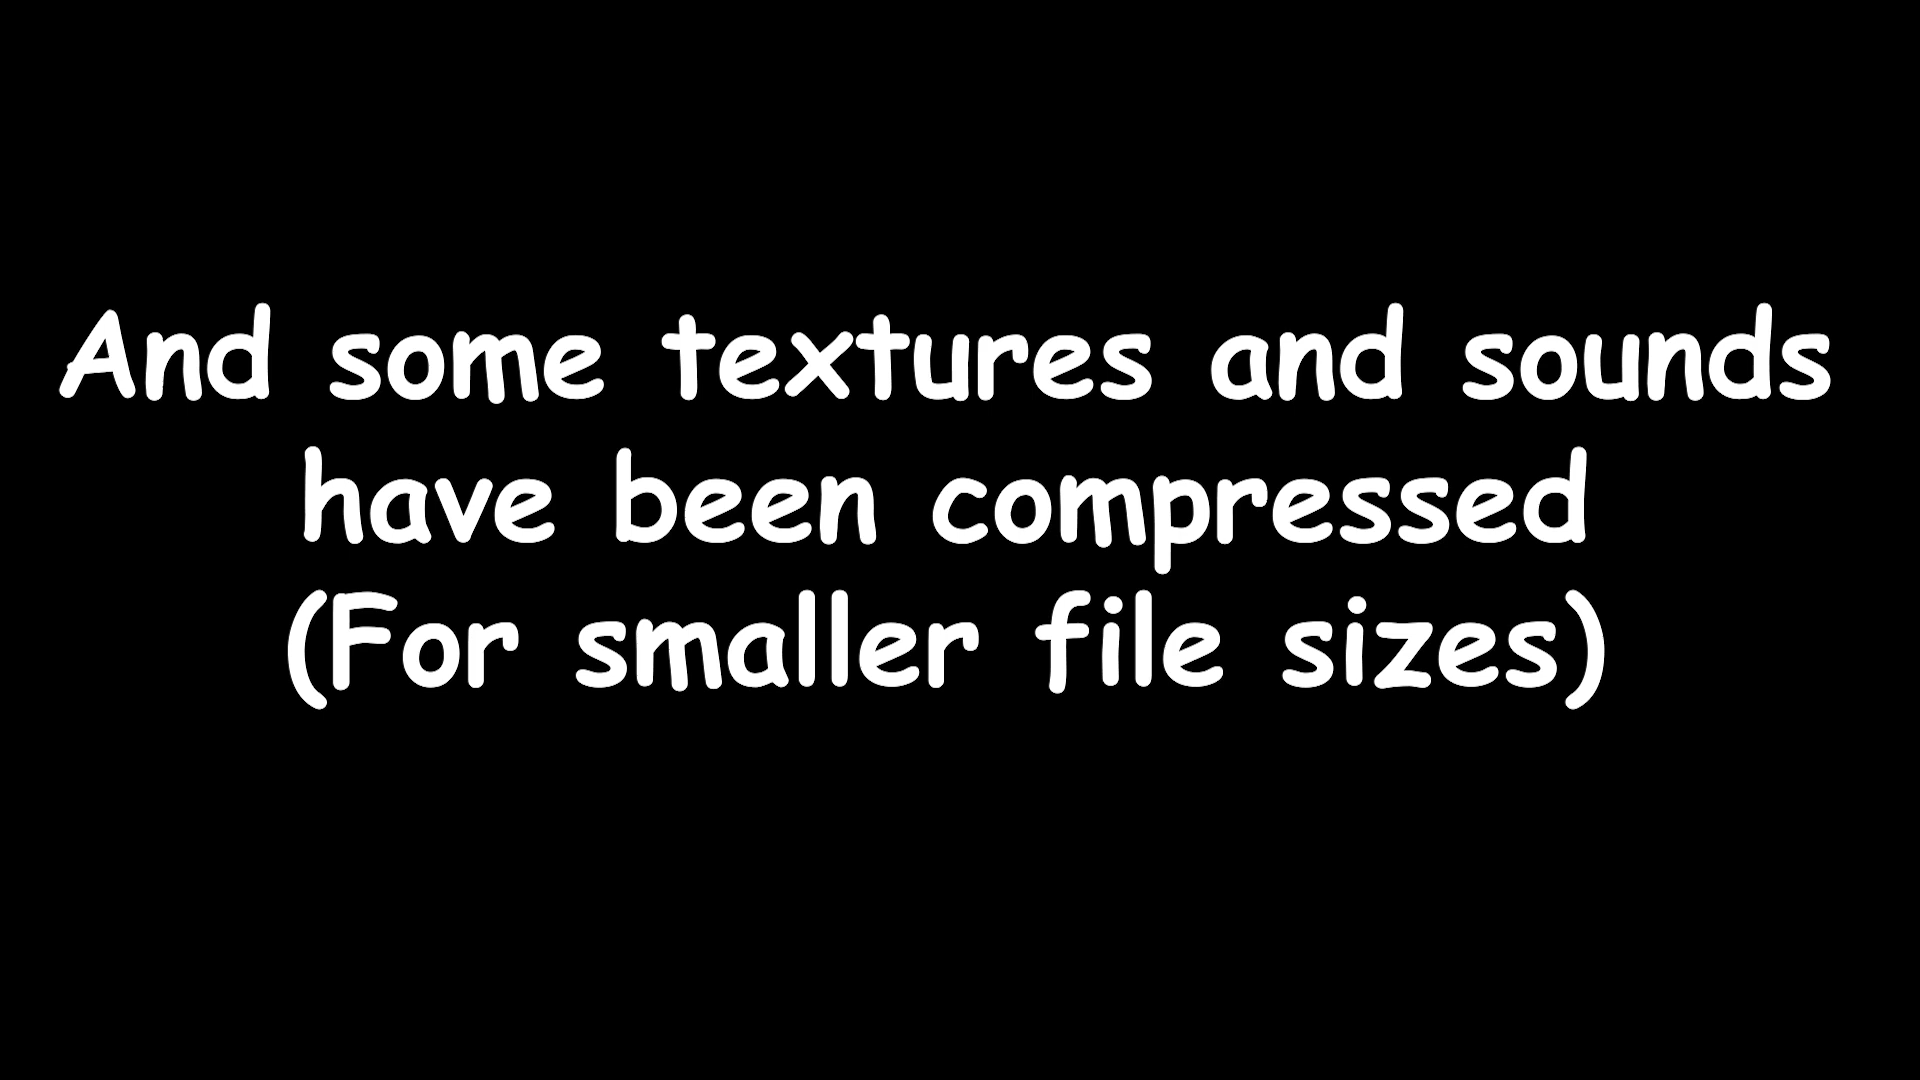 And some textures and sounds
have been compressed
(For smaller file sizes)